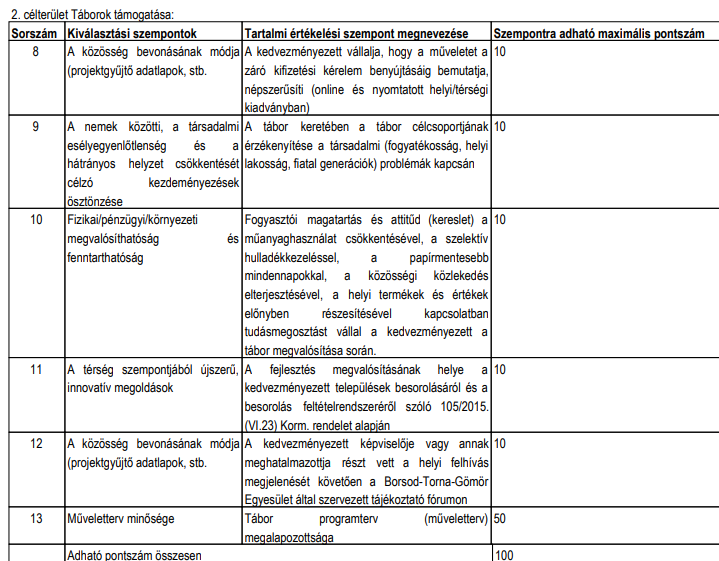 2. célterület Táborok támogatása:
Sorszám Kiválasztási szempontok Tartalmi értékelési szempont megnevezése Szempontra adható maximális pontszám
8 A közösség bevonásának módja A kedvezményezett vállalja, hogy a műveletet a 10
(projektgyűjtő adatlapok, stb. záró kifizetési kérelem benyújtásáig bemutatja,
népszerűsíti (online és nyomtatott helyi/térségi
kiadványban)
9 A nemek közötti, a társadalmi A tábor keretében a tábor célcsoportjának 10
esélyegyenlőtlenség és a érzékenyítése a társadalmi (fogyatékosság, helyi
hátrányos helyzet csökkentését lakosság, fiatal generációk) problémák kapcsán
célzó kezdeményezések
ösztönzése
10 Fizikai/pénzügyi/környezeti Fogyasztói magatartás és attitűd (kereslet) a 10
megvalósíthatóság és műanyaghasználat csökkentésével, a szelektív
fenntarthatóság hulladékkezeléssel, a papírmentesebb
mindennapokkal, a közösségi közlekedés
elterjesztésével, a helyi termékek és értékek
előnyben részesítésével kapcsolatban
tudásmegosztást vállal a kedvezményezett a
tábor megvalósítása során.
11 A térség szempontjából újszerű, A fejlesztés megvalósításának helye a 10
innovatív megoldások kedvezményezett települések besorolásáról és a
besorolás feltételrendszeréről szóló 105/2015.
(VI.23) Korm. rendelet alapján
12 A közösség bevonásának módja A kedvezményezett képviselője vagy annak 10
(projektgyűjtő adatlapok, stb. meghatalmazottja részt vett a helyi felhívás
megjelenését követően a Borsod-Torna-Gömör
Egyesület által szervezett tájékoztató fórumon
13 Műveletterv minősége Tábor programterv (műveletterv) 50
megalapozottsága
Adható pontszám összesen 100